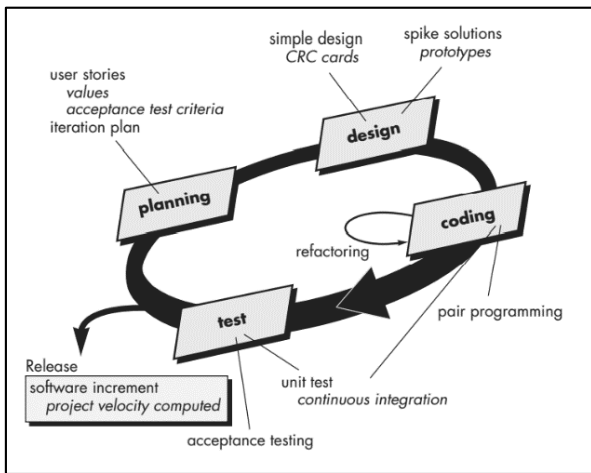 simple design
CRC cards
spike solutions
prototypes
user stories
values
acceptance test criteria
iteration plan
design
planning
coding
refactoring
test
pair programming
Release
software increment
project velocity computed
unit test
continuous integration
acceptance testing